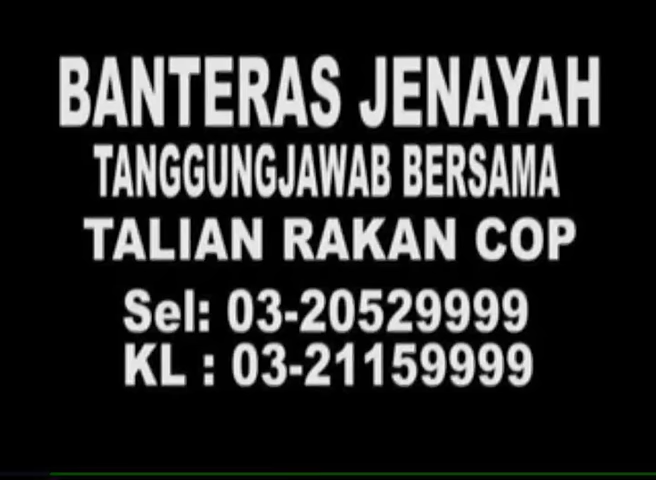 BANTERAS JENAYAH
TANGGUNGJAWAB BERSAMA
TALIAN RAKAN COP
Sel: 03-20529999
KL : 03-21159999